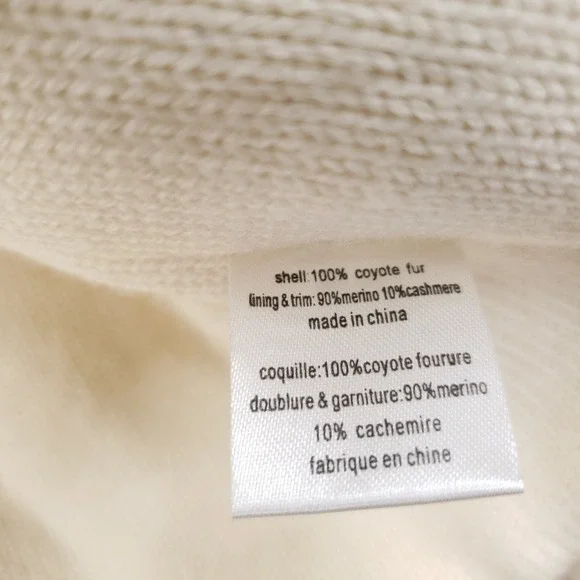 shell:100% coyote fur
lining & trim: 90%merino 10%cashmere
made in china
coquille:100%coyote fourure
doublure & garniture:90%merino
10% cachemire
fabrique en chine